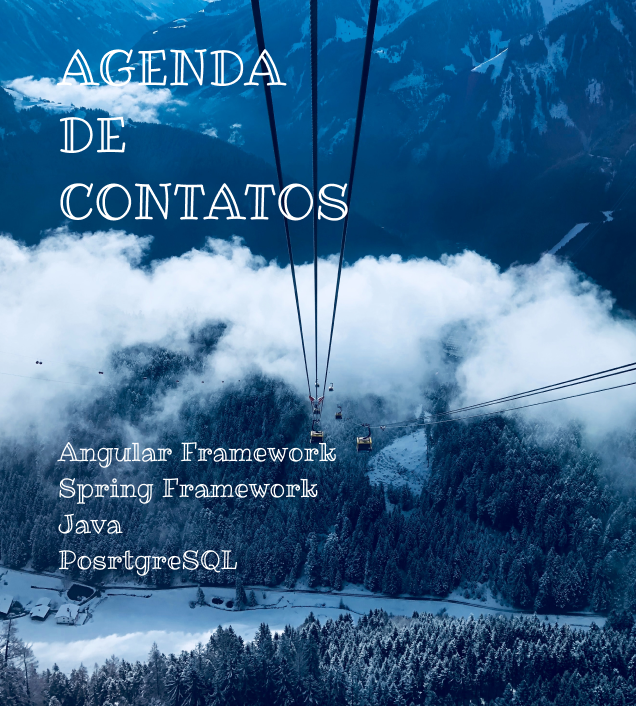 AGENDA
DE
CONTATOS
Angular Framework
Spring Framework
Java
PosrtgreSQL